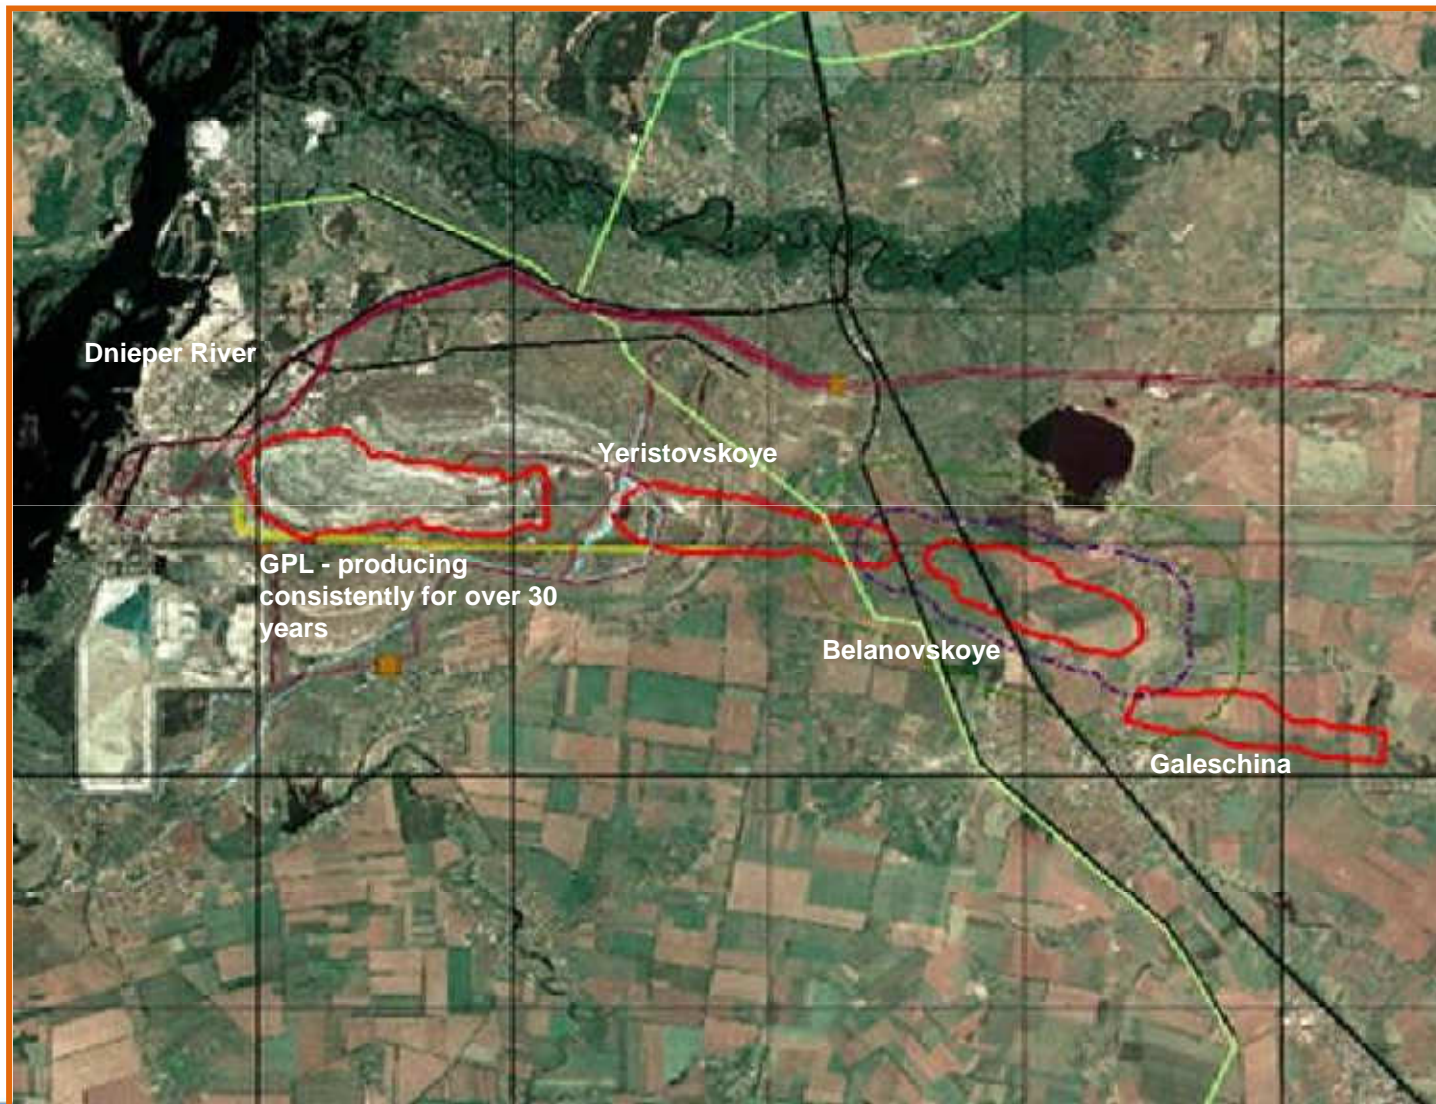 Dnieper River
Yeristovskoye
GPL - producing
consistently for over 30
years
Belanovskoye
Galeschina